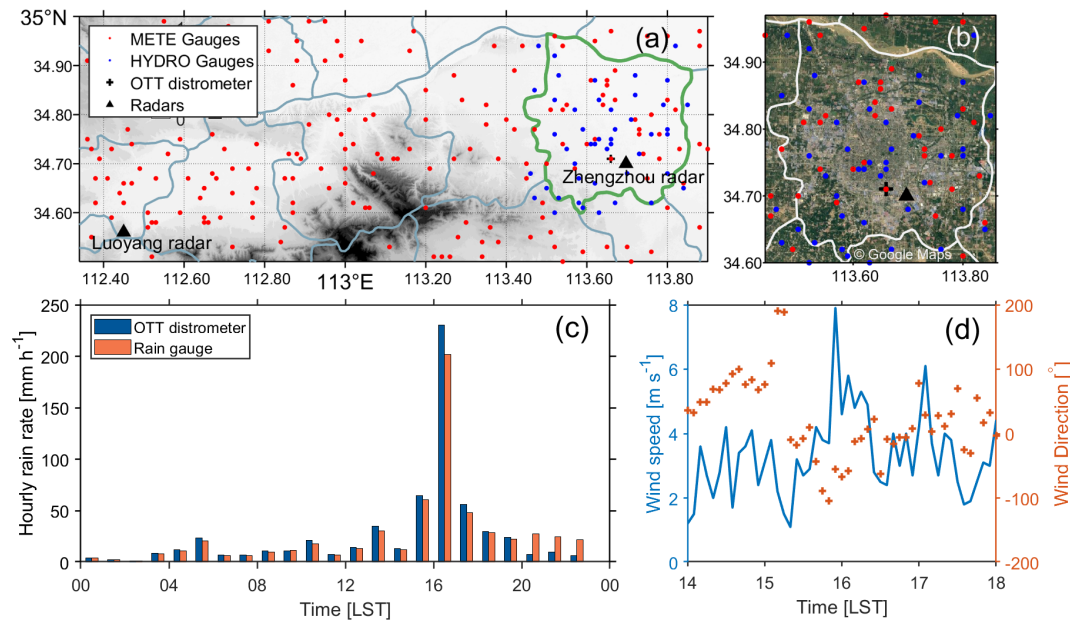 35°N
34.90
34.80
34.70
34.60
METE Gauges
HYDRO Gauges
OTT distrometer
Radars
0
(a)
Zhengzhou radar
Luoyang radar
112.40
112.60
112.80
113°E
113.20
113.40
113.60
113.80
34.90
34.80
34.70
34.60
(b)
© Google Maps
113.60
113.80
Hourly rain rate [mm h-1]
250
200
150
100
50
0
OTT distrometer
Rain gauge
(c)
00
04
08
12
16
20
00
Time [LST]
Wind speed [m s-1]
8
6
4
2
0
(d)
200
100
0
-100
-200
Wind Direction [°]
14
15
16
17
18
Time [LST]